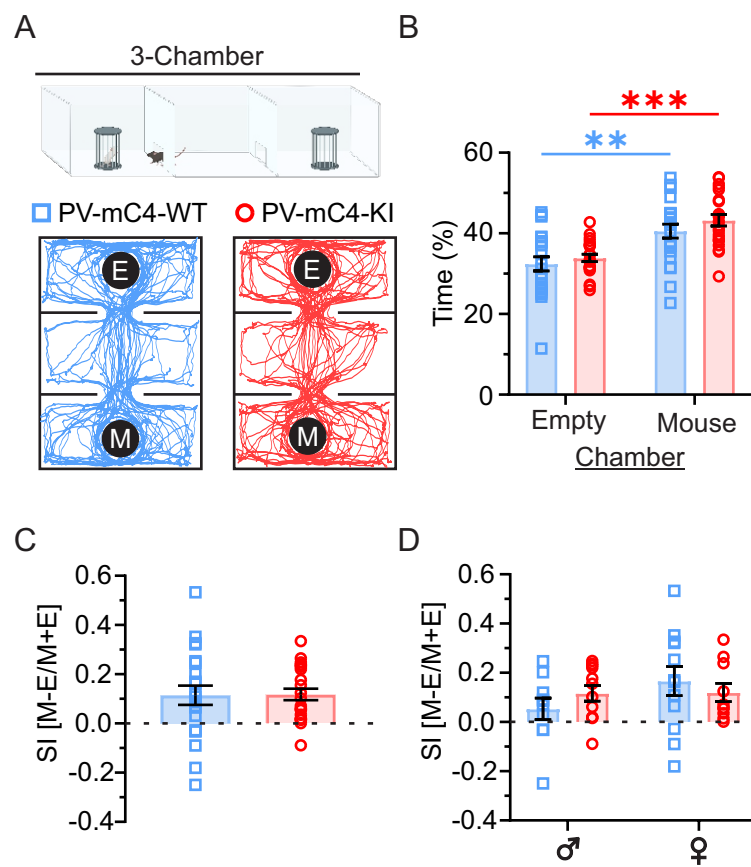 A
3-Chamber
PV-mC4-WT
PV-mC4-KI
E
E
M
M
B
***
**
Time (%)
60
40
20
0
Empty
Mouse
Chamber
C
SI [M-E/M+E]
0.6
0.4
0.2
0.0
-0.2
-0.4
D
SI [M-E/M+E]
0.6
0.4
0.2
0.0
-0.2
-0.4
♂
♀